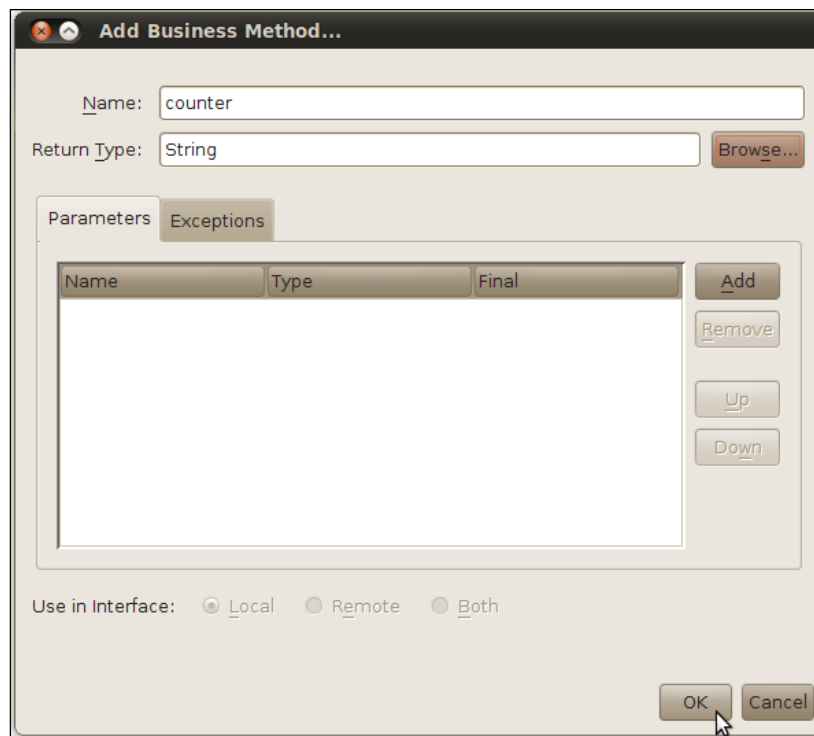 Add Business Method...
Name: counter
Return Type: String Browse...
Parameters Exceptions
Name Type Final
Add
Remove
Up
Down
Use in Interface: Local Remote Both
OK Cancel